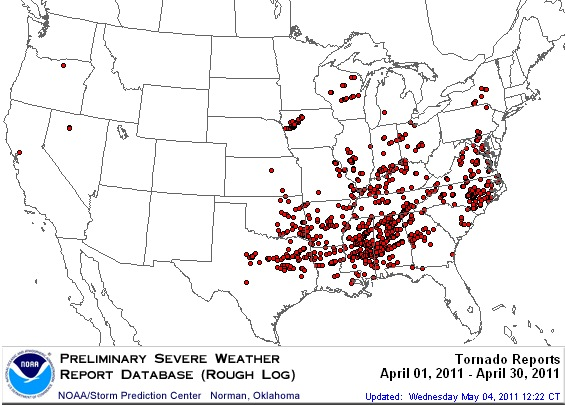 NOAA
PRELIMINARY SEVERE WEATHER
REPORT DATABASE (ROUGH LOG)
NOAA/Storm Prediction Center Norman, Oklahoma
Tornado Reports
April 01, 2011 - April 30, 2011
Updated: Wednesday May 04, 2011 12:22 CT